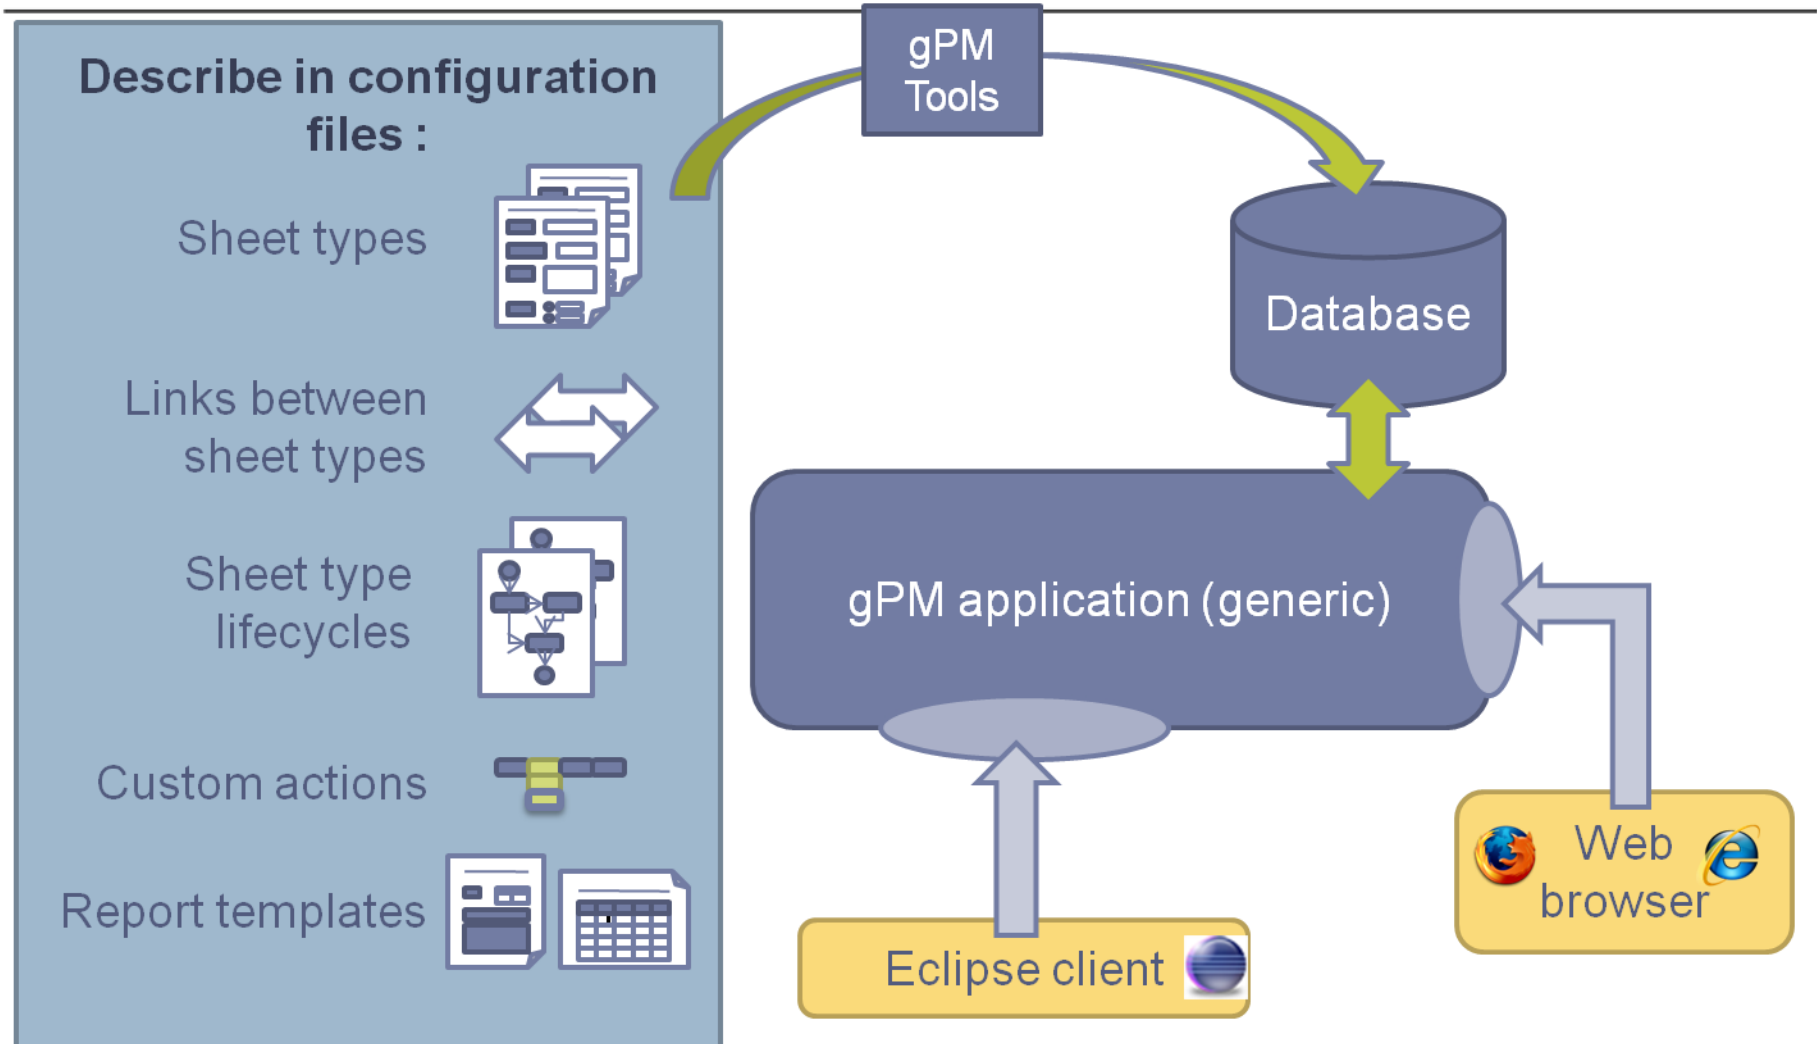 Describe in configuration
files :
Sheet types
Links between
sheet types
Sheet type
lifecycles
Custom actions
Report templates
gPM
Tools
Database
gPM application (generic)
Web
browser
Eclipse client